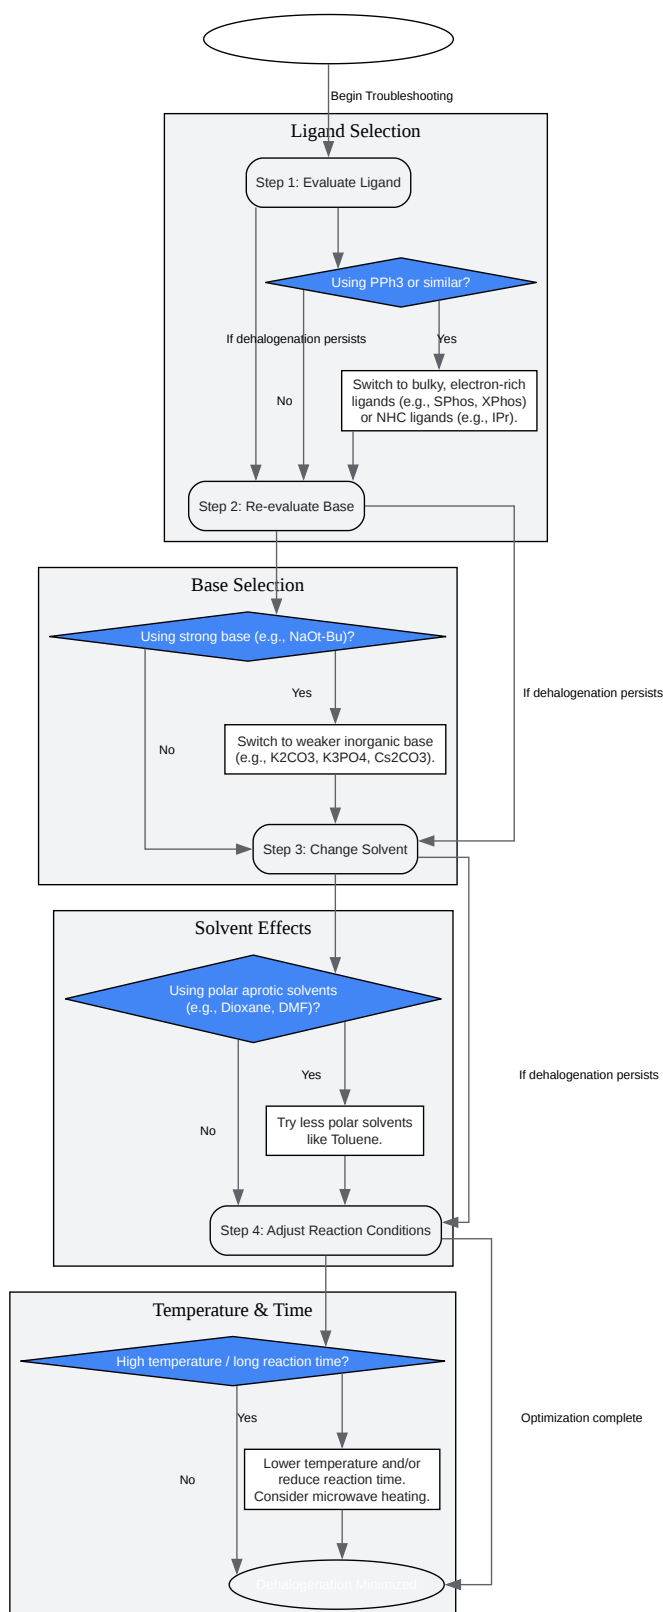 Begin Troubleshooting
Ligand Selection
Step 1: Evaluate Ligand
Using PPh3 or similar?
If dehalogenation persists
Yes
Switch to bulky, electron-rich
ligands (e.g., SPhos, XPhos)
or NHC ligands (e.g., IPr).
No
Step 2: Re-evaluate Base
Base Selection
Using strong base (e.g., NaOt-Bu)?
Yes
If dehalogenation persists
No
Switch to weaker inorganic base
(e.g., K2CO3, K3PO4, Cs2CO3).
Step 3: Change Solvent
Solvent Effects
Using polar aprotic solvents
(e.g., Dioxane, DMF)?
Yes
If dehalogenation persists
No
Try less polar solvents
like Toluene.
Step 4: Adjust Reaction Conditions
Temperature & Time
High temperature / long reaction time?
Yes
Optimization complete
No
Lower temperature and/or
reduce reaction time.
Consider microwave heating.
Dehalogenation Minimized